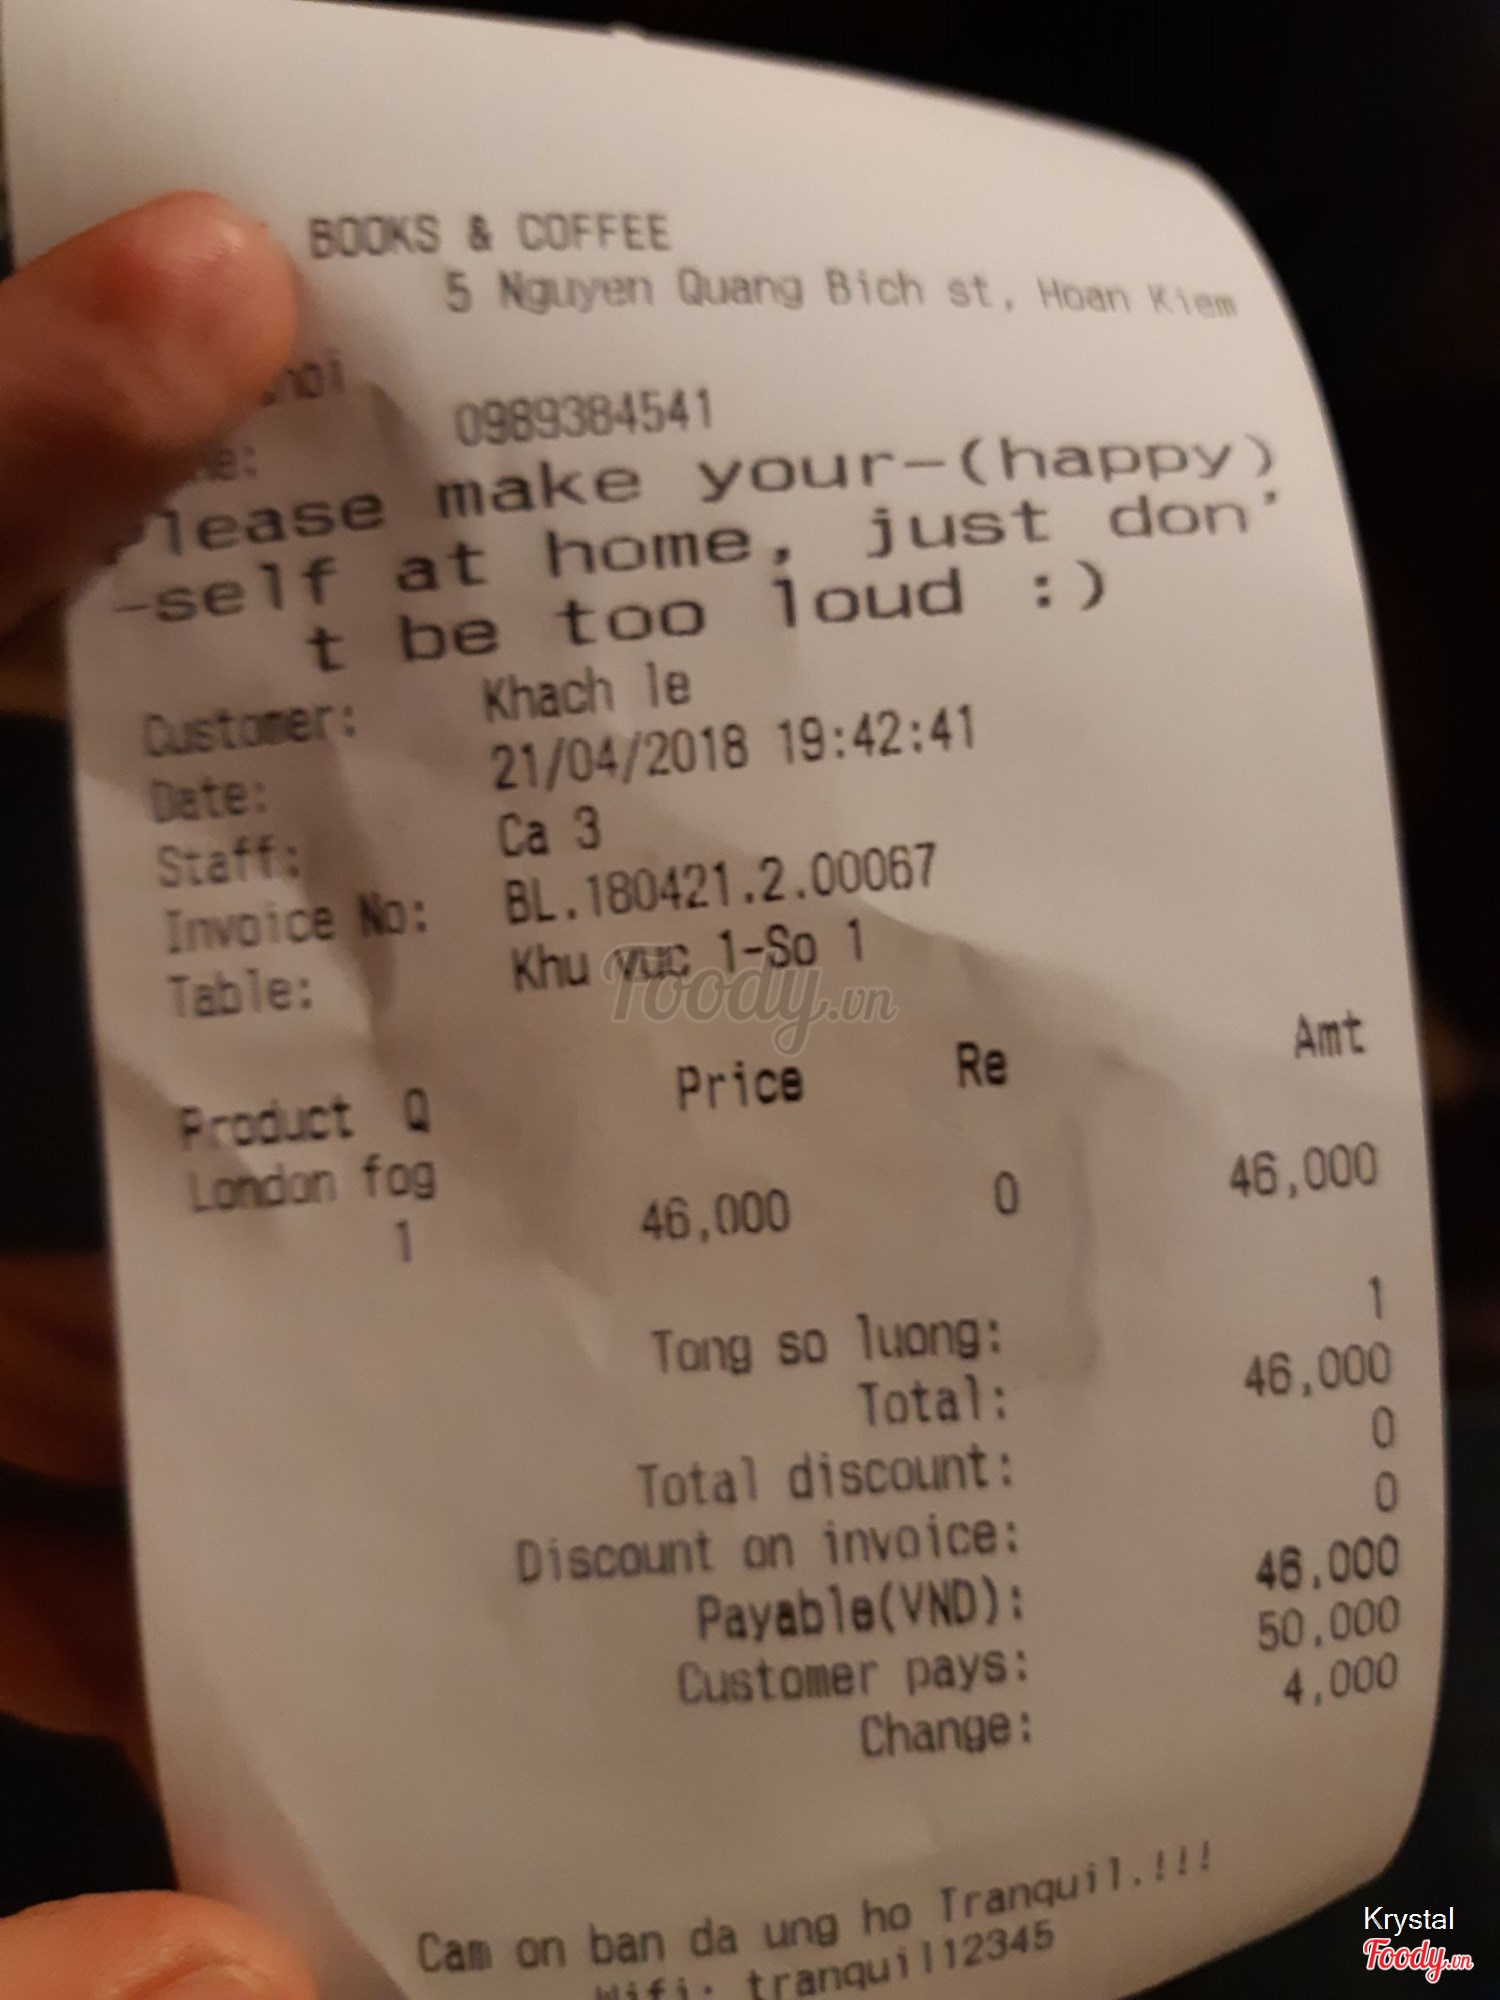 BOOKS & COFFEE
5 Nguyen Quang Bich st, Hoan Kiem
0989384541
Please make your-(happy)
-self at home, just don'
t be too loud :)
Customer: Khach le
Date: 21/04/2018 19:42:41
Staff: Ca 3
Invoice No: BL.180421.2.00067
Table: Khu vuc 1-So 1
Foody.vn
Product Q Price Re Amt
London fog
1 46,000 0 46,000
Tong so luong: 1
Total: 46,000
Total discount: 0
Discount on invoice: 0
Payable(VND): 46,000
Customer pays: 50,000
Change: 4,000
Cam on ban da ung ho Tranquil.!!!
Wifi: tranquil12345
Krystal
Foody.vn